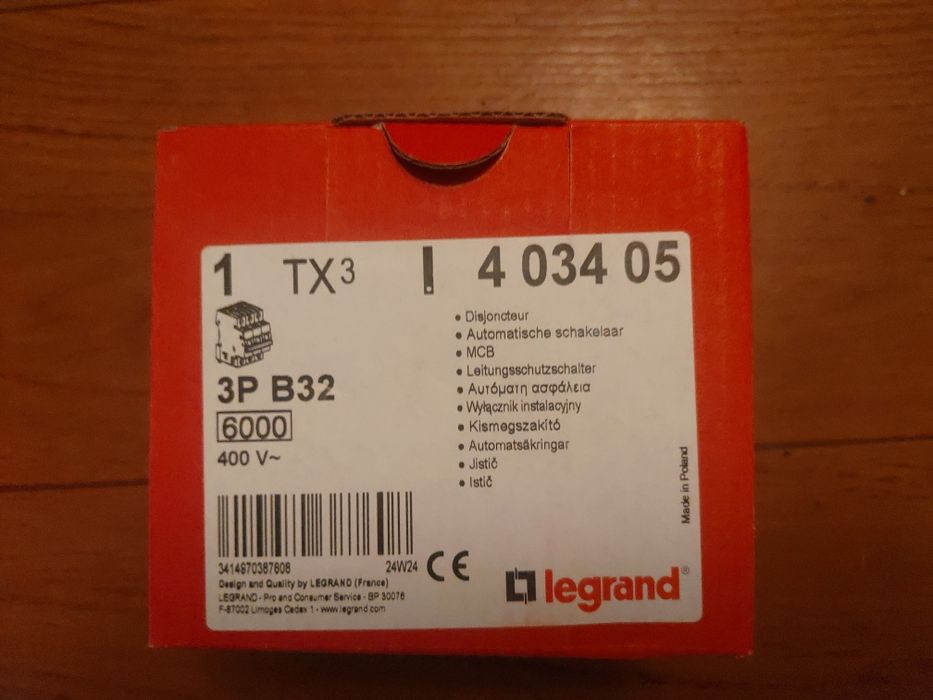 1 TX³ 4 034 05
3P B32
6000
400 V~
• Disjoncteur
• Automatische schakelaar
• MCB
• Leitungsschutzschalter
• Αυτόματη ασφάλεια
• Wyłącznik instalacyjny
• Kismegszakító
• Automatsäkringar
• Jistič
• Istič
Made in Poland
3414970387608 24W24
Design and Quality by LEGRAND (France)
LEGRAND - Pro and Consumer Service - BP 30076
F-87002 Limoges Cedex 1 - www.legrand.com
CE
legrand®